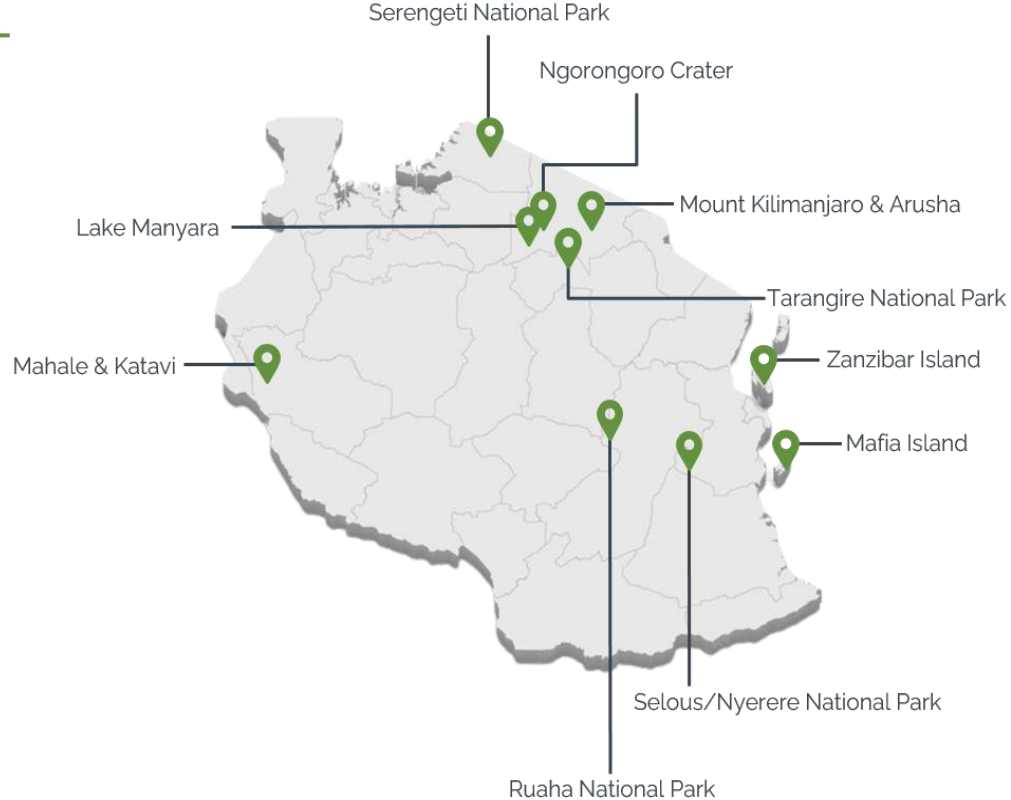 Serengeti National Park
Ngorongoro Crater
Mount Kilimanjaro & Arusha
Lake Manyara
Tarangire National Park
Zanzibar Island
Mahale & Katavi
Mafia Island
Selous/Nyerere National Park
Ruaha National Park